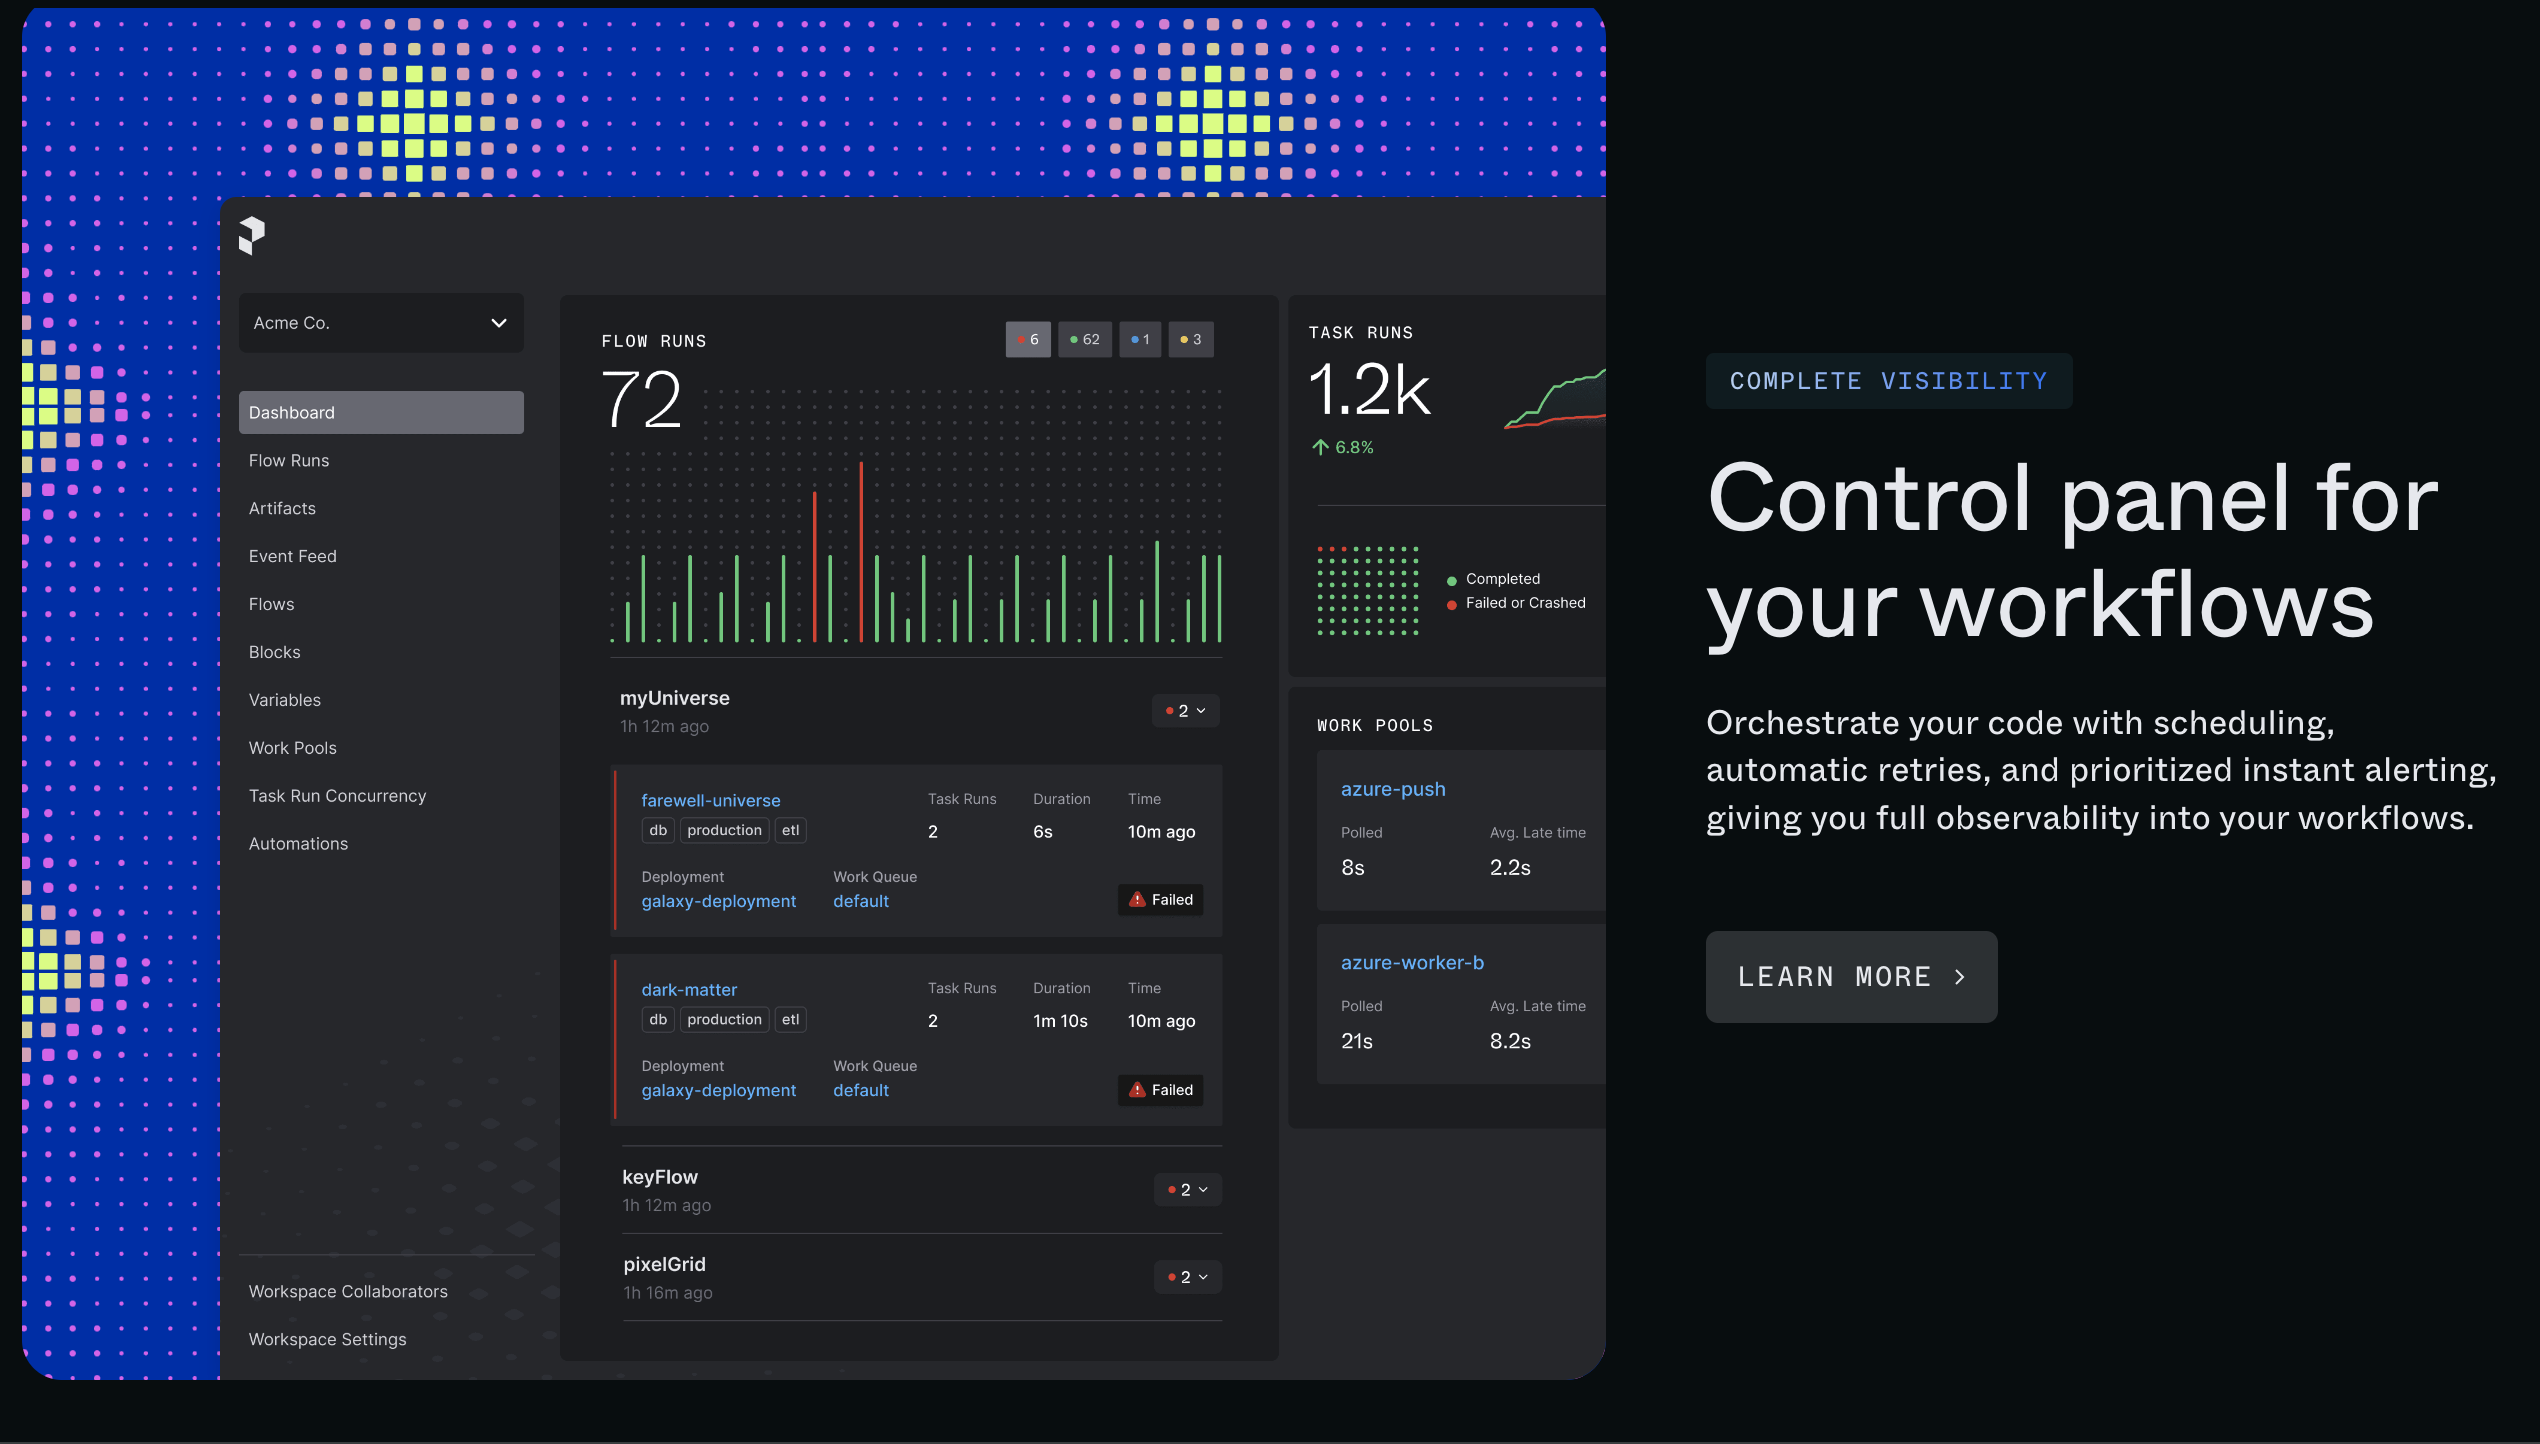 Acme Co.
Dashboard
Flow Runs
Artifacts
Event Feed
Flows
Blocks
Variables
Work Pools
Task Run Concurrency
Automations
Workspace Collaborators
Workspace Settings
FLOW RUNS
6 62 1 3
72
myUniverse
1h 12m ago
2
farewell-universe
db production etl
Task Runs Duration Time
2 6s 10m ago
Deployment Work Queue
galaxy-deployment default
Failed
dark-matter
db production etl
Task Runs Duration Time
2 1m 10s 10m ago
Deployment Work Queue
galaxy-deployment default
Failed
keyFlow
1h 12m ago
2
pixelGrid
1h 16m ago
2
TASK RUNS
1.2k
6.8%
Completed
Failed or Crashed
WORK POOLS
azure-push
Polled Avg. Late time
8s 2.2s
azure-worker-b
Polled Avg. Late time
21s 8.2s
COMPLETE VISIBILITY
Control panel for
your workflows
Orchestrate your code with scheduling,
automatic retries, and prioritized instant alerting,
giving you full observability into your workflows.
LEARN MORE